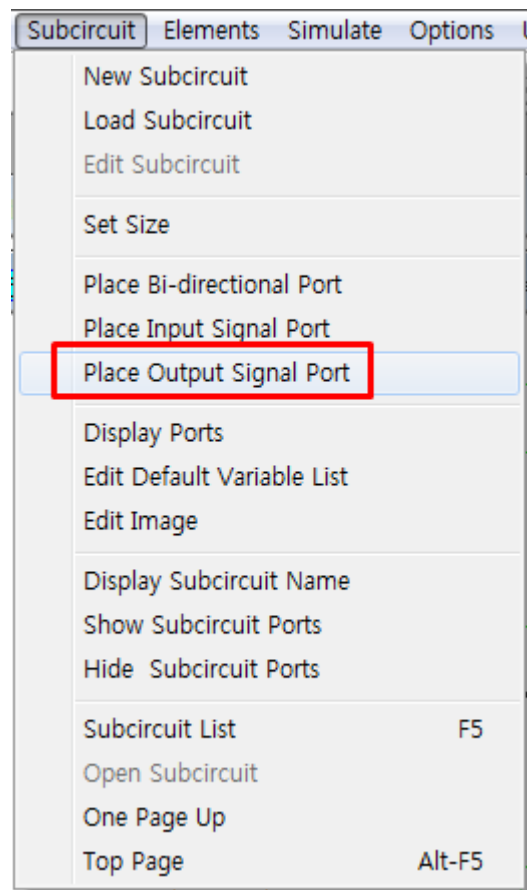 Subcircuit Elements Simulate Options
New Subcircuit
Load Subcircuit
Edit Subcircuit
Set Size
Place Bi-directional Port
Place Input Signal Port
Place Output Signal Port
Display Ports
Edit Default Variable List
Edit Image
Display Subcircuit Name
Show Subcircuit Ports
Hide Subcircuit Ports
Subcircuit List F5
Open Subcircuit
One Page Up
Top Page Alt-F5